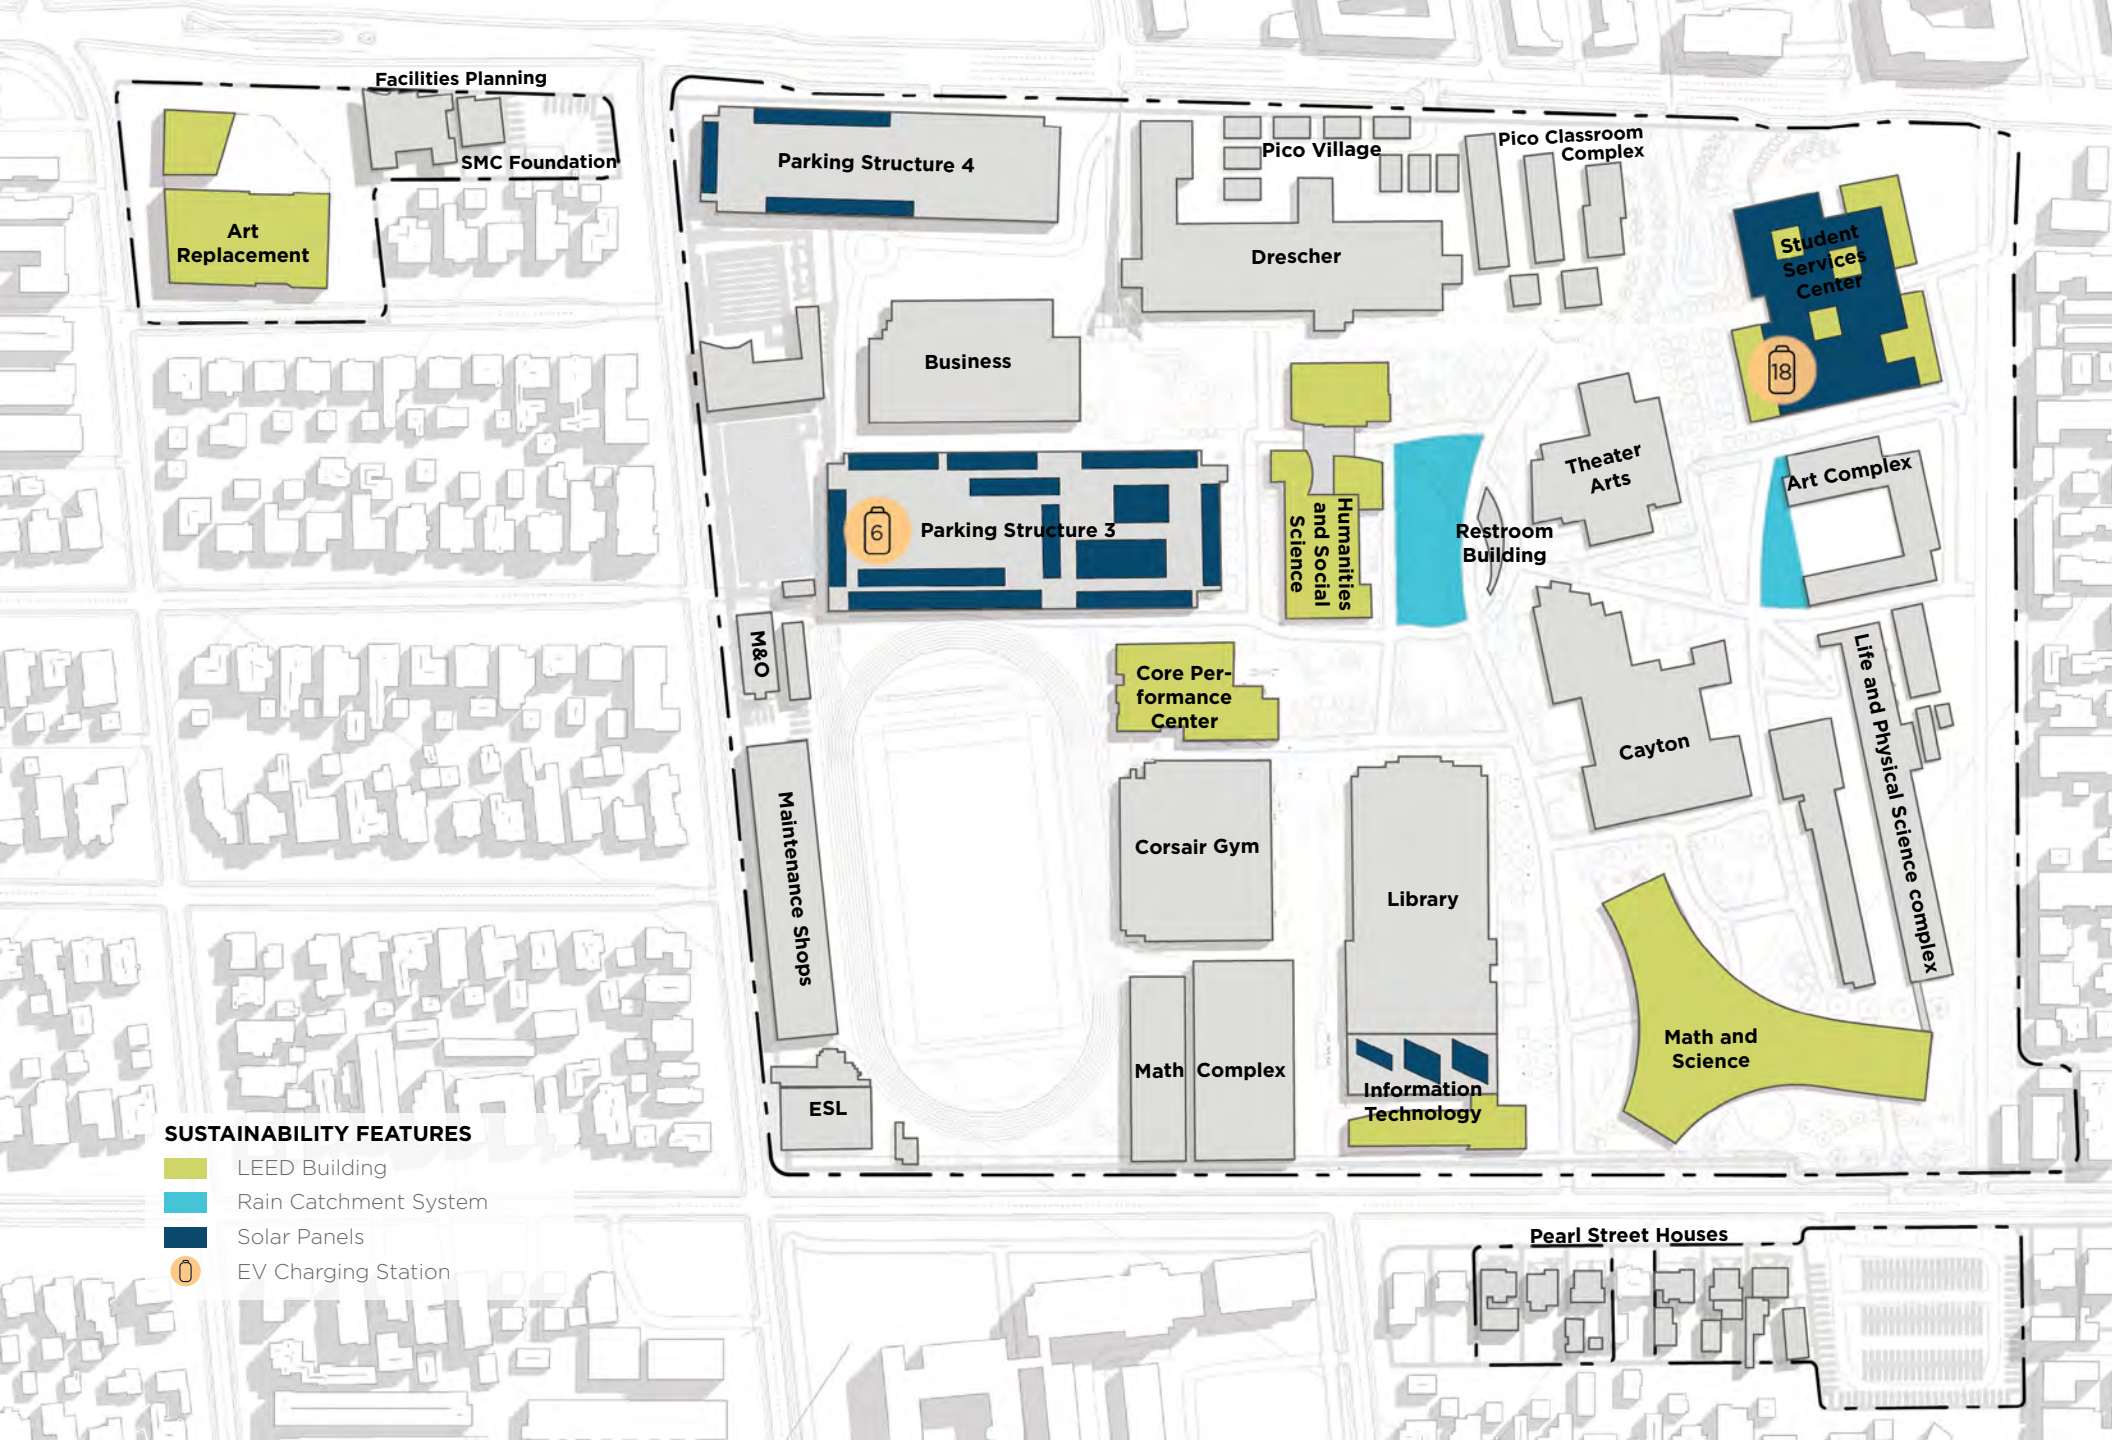 Facilities Planning
SMC Foundation
Art
Replacement
Parking Structure 4
Pico Village
Pico Classroom
Complex
Drescher
Student
Services
Center
18
Business
Theater
Arts
Art Complex
6
Parking Structure 3
Humanities
and Social
Science
Restroom
Building
M&O
Core Per-
formance
Center
Cayton
Life and Physical Science complex
Maintenance Shops
Corsair Gym
Library
Math and
Science
Math Complex
Information
Technology
ESL
SUSTAINABILITY FEATURES
LEED Building
Rain Catchment System
Solar Panels
EV Charging Station
Pearl Street Houses